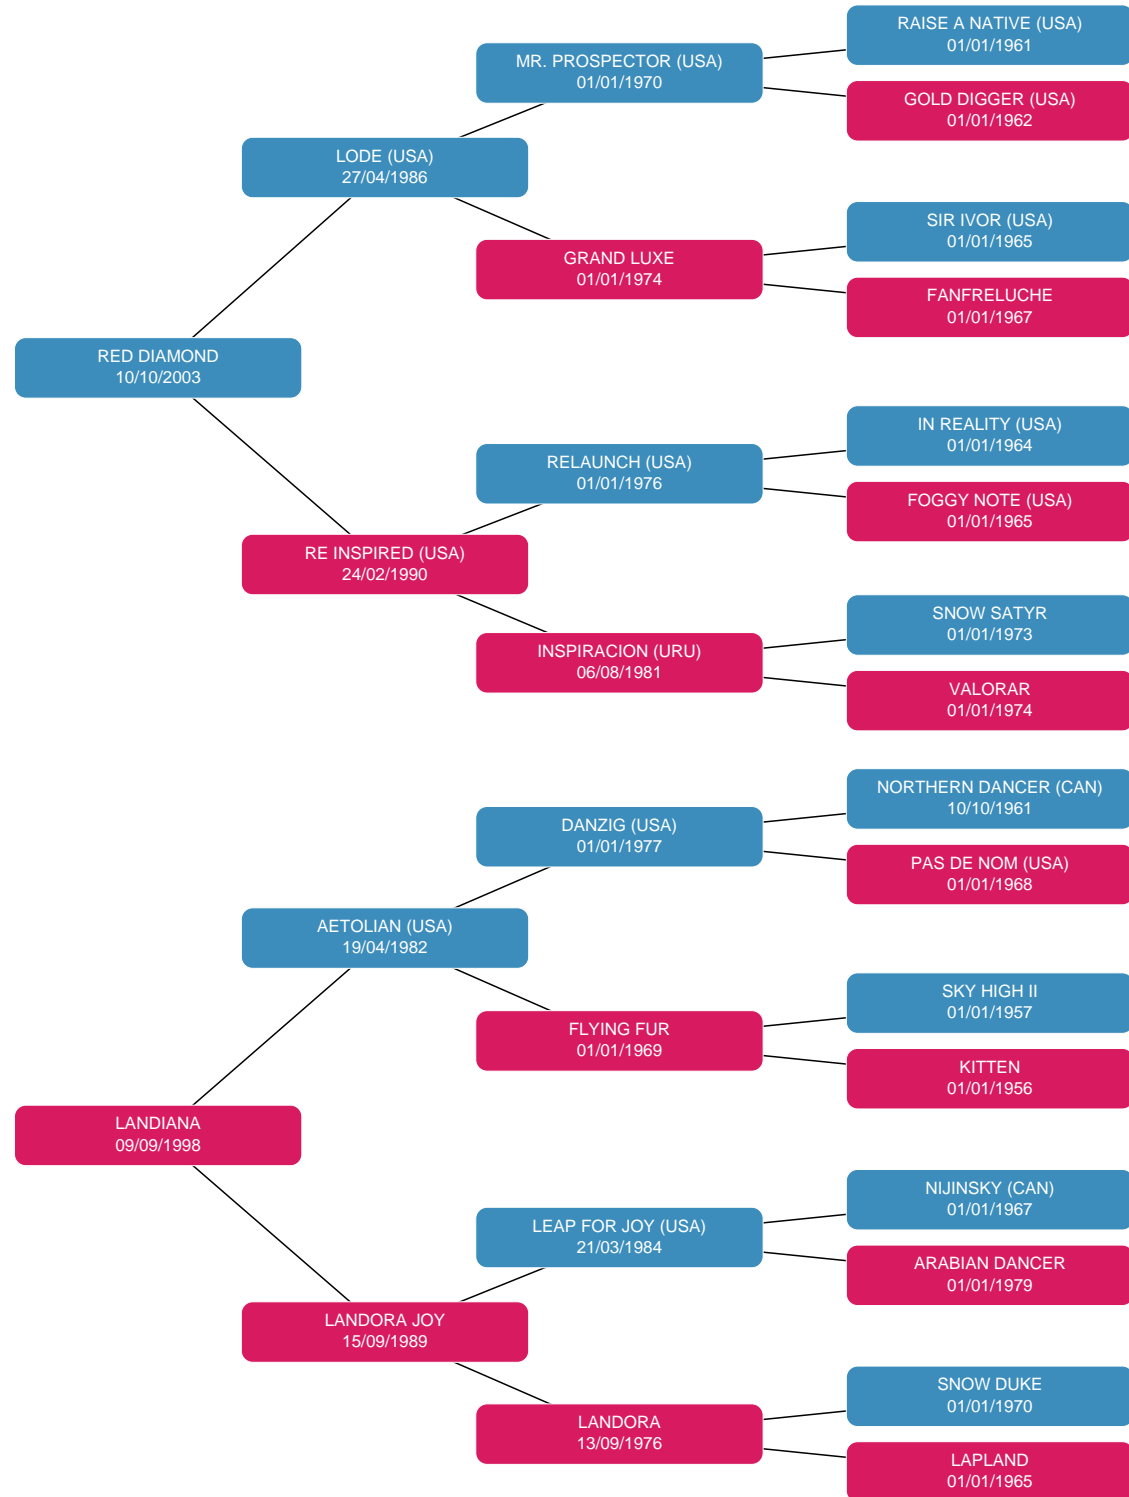 RAISE A NATIVE (USA)
01/01/1961
MR. PROSPECTOR (USA)
01/01/1970
GOLD DIGGER (USA)
01/01/1962
LODE (USA)
27/04/1986
SIR IVOR (USA)
01/01/1965
GRAND LUXE
01/01/1974
FANFRELUCHE
01/01/1967
RED DIAMOND
10/10/2003
IN REALITY (USA)
01/01/1964
RELAUNCH (USA)
01/01/1976
FOGGY NOTE (USA)
01/01/1965
RE INSPIRED (USA)
24/02/1990
SNOW SATYR
01/01/1973
INSPIRACION (URU)
06/08/1981
VALORAR
01/01/1974
NORTHERN DANCER (CAN)
10/10/1961
DANZIG (USA)
01/01/1977
PAS DE NOM (USA)
01/01/1968
AETOLIAN (USA)
19/04/1982
SKY HIGH II
01/01/1957
FLYING FUR
01/01/1969
KITTEN
01/01/1956
LANDIANA
09/09/1998
NIJINSKY (CAN)
01/01/1967
LEAP FOR JOY (USA)
21/03/1984
ARABIAN DANCER
01/01/1979
LANDORA JOY
15/09/1989
SNOW DUKE
01/01/1970
LANDORA
13/09/1976
LAPLAND
01/01/1965